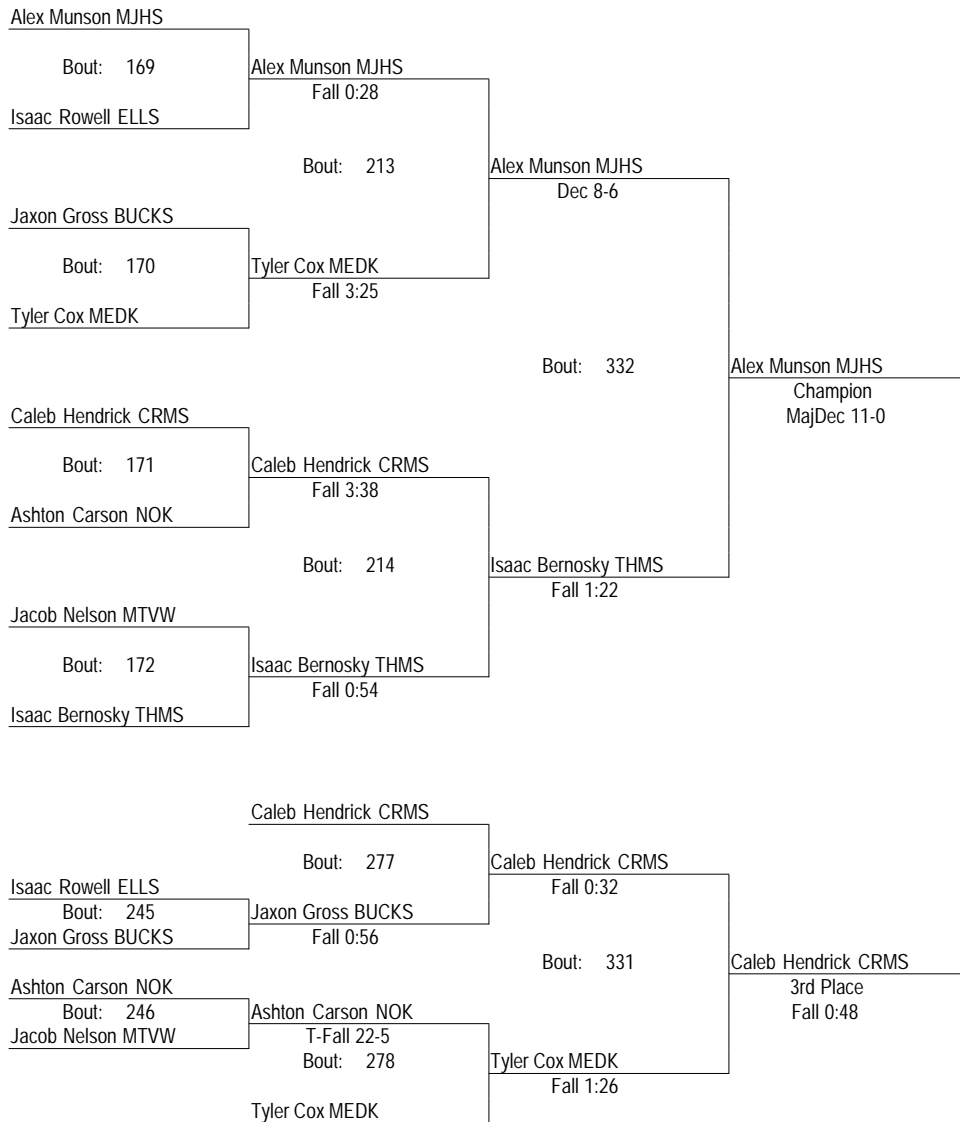 Alex Munson MJHS
Bout: 169
Alex Munson MJHS
Fall 0:28
Isaac Rowell ELLS
Bout: 213
Alex Munson MJHS
Dec 8-6
Jaxon Gross BUCKS
Bout: 170
Tyler Cox MEDK
Fall 3:25
Tyler Cox MEDK
Bout: 332
Alex Munson MJHS
Champion
MajDec 11-0
Caleb Hendrick CRMS
Bout: 171
Caleb Hendrick CRMS
Fall 3:38
Ashton Carson NOK
Bout: 214
Isaac Bernosky THMS
Fall 1:22
Jacob Nelson MTVW
Bout: 172
Isaac Bernosky THMS
Fall 0:54
Isaac Bernosky THMS
Caleb Hendrick CRMS
Bout: 277
Caleb Hendrick CRMS
Fall 0:32
Isaac Rowell ELLS
Bout: 245
Jaxon Gross BUCKS
Fall 0:56
Jaxon Gross BUCKS
Bout: 331
Caleb Hendrick CRMS
3rd Place
Fall 0:48
Ashton Carson NOK
Bout: 246
Ashton Carson NOK
T-Fall 22-5
Jacob Nelson MTVW
Bout: 278
Tyler Cox MEDK
Fall 1:26
Tyler Cox MEDK